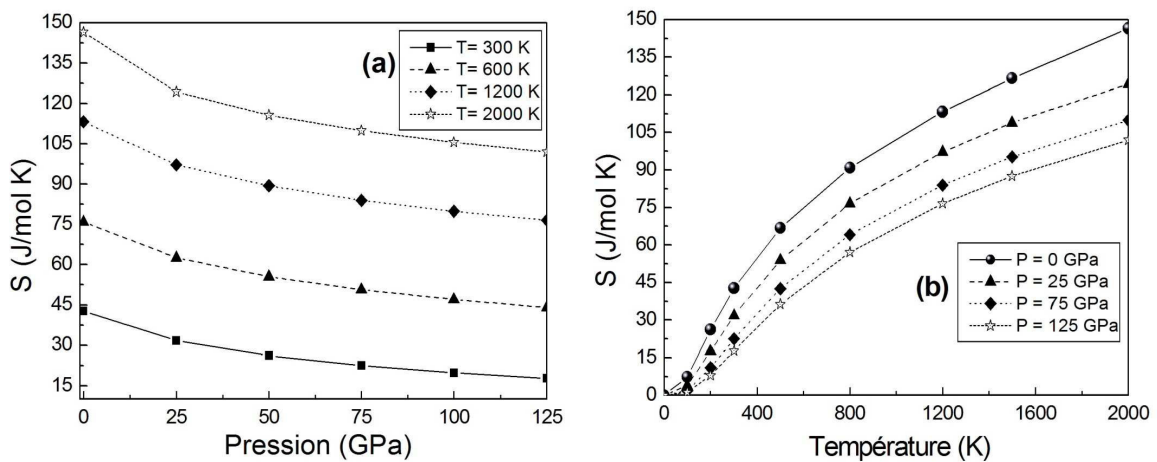 (a)
T= 300 K
T= 600 K
T= 1200 K
T= 2000 K
S (J/mol K)
150
135
120
105
90
75
60
45
30
15
0 25 50 75 100 125
Pression (GPa)
(b)
P = 0 GPa
P = 25 GPa
P = 75 GPa
P = 125 GPa
S (J/mol K)
150
135
120
105
90
75
60
45
30
15
0
0 400 800 1200 1600 2000
Température (K)